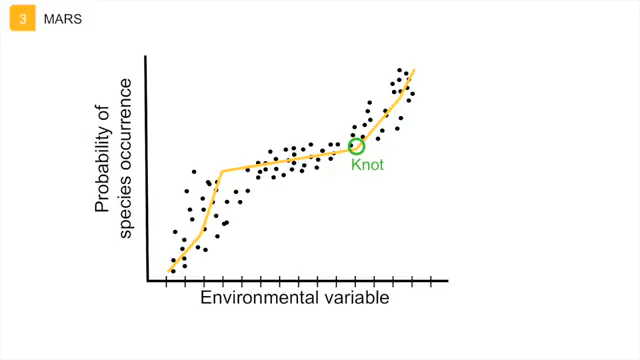 3 MARS
Probability of
species occurrence
Knot
Environmental variable